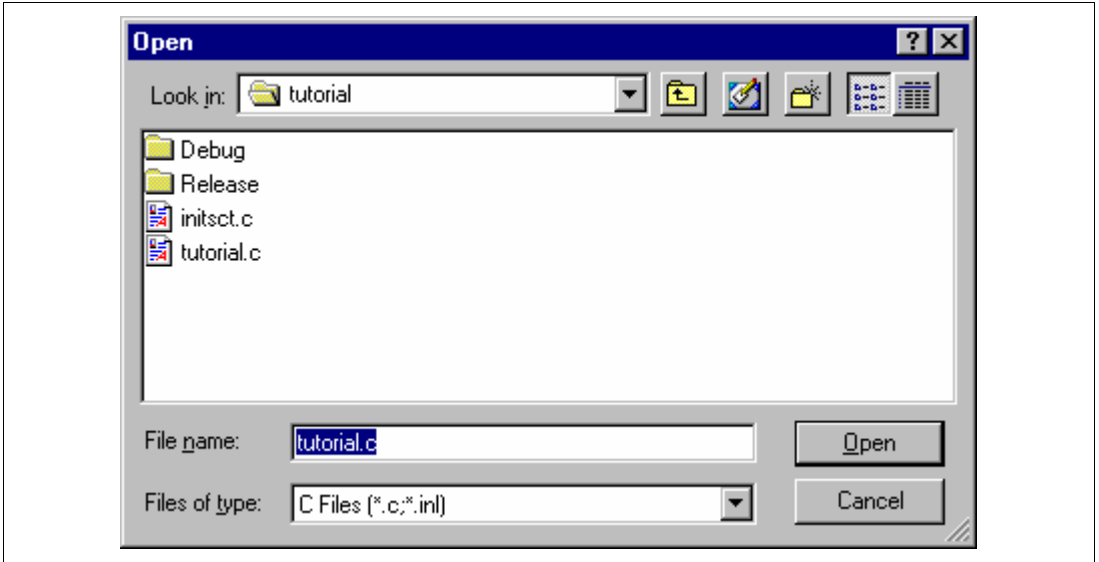 Open
Look in: tutorial
Debug
Release
initsct.c
tutorial.c
File name: tutorial.c Open
Files of type: C Files (*.c;*.inl) Cancel